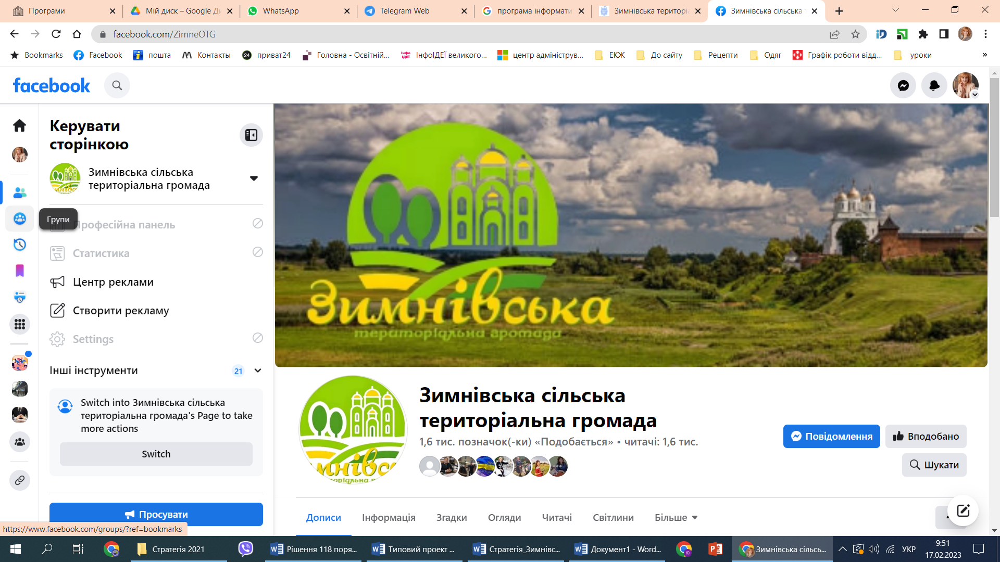 Програми
Мій диск – Google Ди
WhatsApp
Telegram Web
програма інформати
Зимнівська територі
Зимнівська сільська т
facebook.com/ZimneOTG
Bookmarks
Facebook
пошта
Контакты
24
приват24
Головна - Освітній...
інфо ідеї
ІнфоІДЕЇ великого...
центр адмініструв...
ЕКЖ
До сайту
Рецепти
Одяг
Графік роботи відд...
уроки
»
facebook
Керувати
сторінкою
Зимнівська сільська
територіальна громада
Групи
Професійна панель
Статистика
Центр реклами
Створити рекламу
Settings
Інші інструменти
21
Switch into Зимнівська сільська
територіальна громада's Page to take
more actions
Switch
Просувати
https://www.facebook.com/groups/?ref=bookmarks
Зимнівська
територіальна громада
Зимнівська сільська
територіальна громада
1,6 тис. позначок(-ки) «Подобається» • читачі: 1,6 тис.
Повідомлення
Вподобано
Шукати
Дописи
Інформація
Згадки
Огляди
Читачі
Світлини
Більше
Стратегія 2021
Рішення 118 поря...
Типовий проект ...
Стратегія_Зимнівс...
Документ1 - Word...
Зимнівська сільсь...
УКР
9:51
17.02.2023